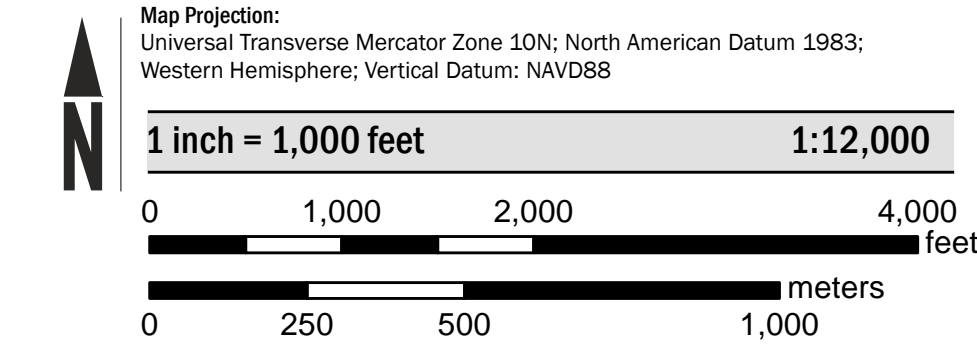 Map Projection:
Universal Transverse Mercator Zone 10N; North American Datum 1983;
Western Hemisphere; Vertical Datum: NAVD88
N
1 inch = 1,000 feet 1:12,000
0 1,000 2,000 4,000
feet
meters
0 250 500 1,000